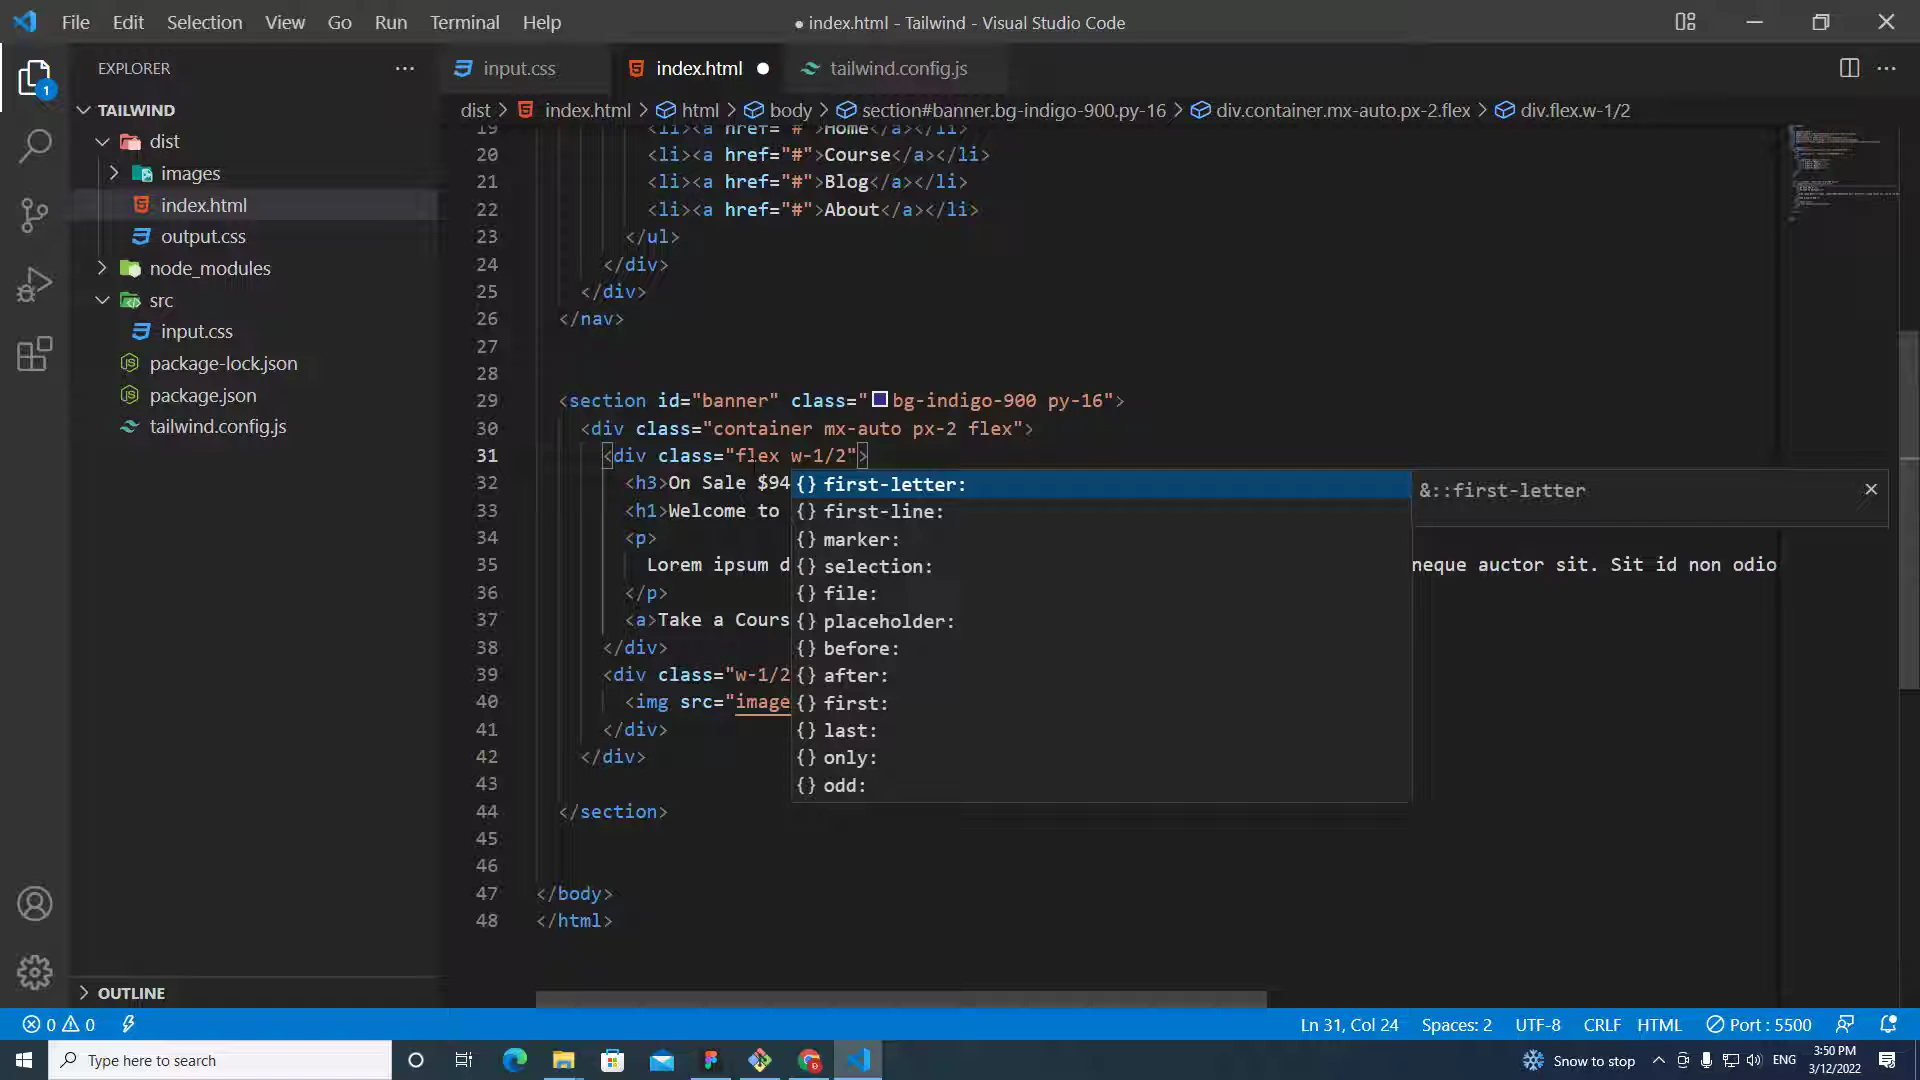 File Edit Selection View Go Run Terminal Help
● index.html - Tailwind - Visual Studio Code
EXPLORER
1
TAILWIND
dist
images
index.html
output.css
node_modules
src
input.css
package-lock.json
package.json
tailwind.config.js
OUTLINE
input.css index.html tailwind.config.js
dist > index.html > html > body > section#banner.bg-indigo-900.py-16 > div.container.mx-auto.px-2.flex > div.flex.w-1/2
19 <li><a href="#">Home</a></li>
20 <li><a href="#">Course</a></li>
21 <li><a href="#">Blog</a></li>
22 <li><a href="#">About</a></li>
23 </ul>
24 </div>
25 </div>
26 </nav>
27
28
29 <section id="banner" class="bg-indigo-900 py-16">
30 <div class="container mx-auto px-2 flex">
31 <div class="flex w-1/2">
32 <h3>On Sale $94
33 <h1>Welcome to
34 <p>
35 Lorem ipsum d neque auctor sit. Sit id non odio
36 </p>
37 <a>Take a Cours
38 </div>
39 <div class="w-1/2
40 <img src="image
41 </div>
42 </div>
43
44 </section>
45
46
47 </body>
48 </html>
{} first-letter:
{} first-line:
{} marker:
{} selection:
{} file:
{} placeholder:
{} before:
{} after:
{} first:
{} last:
{} only:
{} odd:
&::first-letter
0 0 Ln 31, Col 24 Spaces: 2 UTF-8 CRLF HTML Port : 5500
Type here to search
Snow to stop
ENG
3:50 PM
3/12/2022